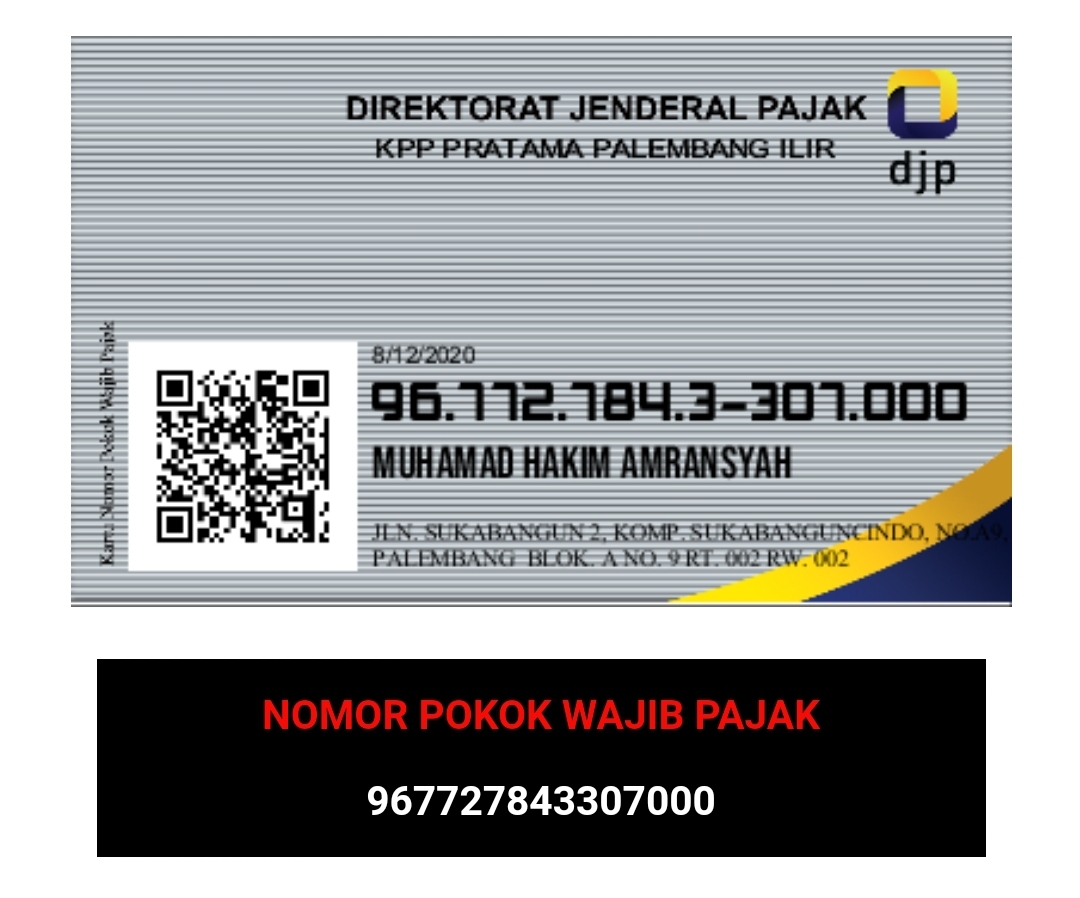 DIREKTORAT JENDERAL PAJAK
KPP PRATAMA PALEMBANG ILIR
djp
Kartu Nomor Pokok Wajib Pajak
8/12/2020
96.772.784.3-307.000
MUHAMAD HAKIM AMRANSYAH
JLN. SUKABANGUN 2, KOMP. SUKABANGUNCINDO, NO.A9,
PALEMBANG BLOK. A NO. 9 RT. 002 RW. 002
NOMOR POKOK WAJIB PAJAK
967727843307000